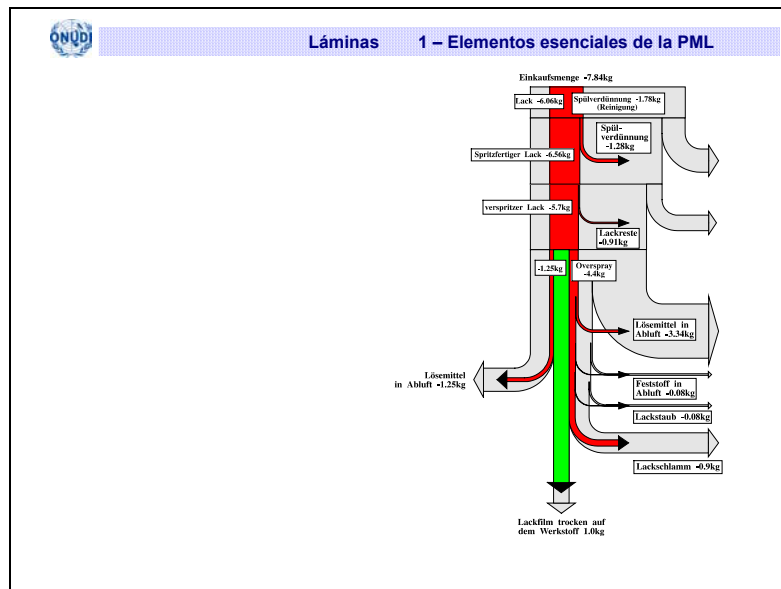 ONUDI
Láminas 1 – Elementos esenciales de la PML
Einkaufsmenge -7.84kg
Lack -6.06kg
Spülverdünnung -1.78kg
(Reinigung)
Spül-
verdünnung
-1.28kg
Spritzfertiger Lack -6.56kg
verspritzer Lack -5.7kg
Lackreste
-0.91kg
-1.25kg
Overspray
-4.4kg
Lösemittel in
Abluft -3.34kg
Lösemittel
in Abluft -1.25kg
Feststoff in
Abluft -0.08kg
Lackstaub -0.08kg
Lackschlamm -0.9kg
Lackfilm trocken auf
dem Werkstoff 1.0kg